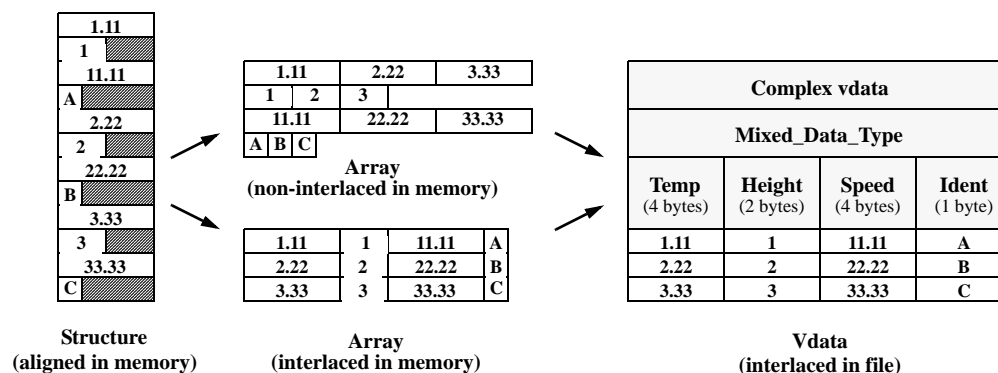 1.11
1
11.11
A
2.22
2
22.22
B
3.33
3
33.33
C
Structure
(aligned in memory)
1.11 2.22 3.33
1 2 3
11.11 22.22 33.33
A B C
Array
(non-interlaced in memory)
1.11 1 11.11 A
2.22 2 22.22 B
3.33 3 33.33 C
Array
(interlaced in memory)
Complex vdata
Mixed_Data_Type
Temp Height Speed Ident
(4 bytes) (2 bytes) (4 bytes) (1 byte)
1.11 1 11.11 A
2.22 2 22.22 B
3.33 3 33.33 C
Vdata
(interlaced in file)